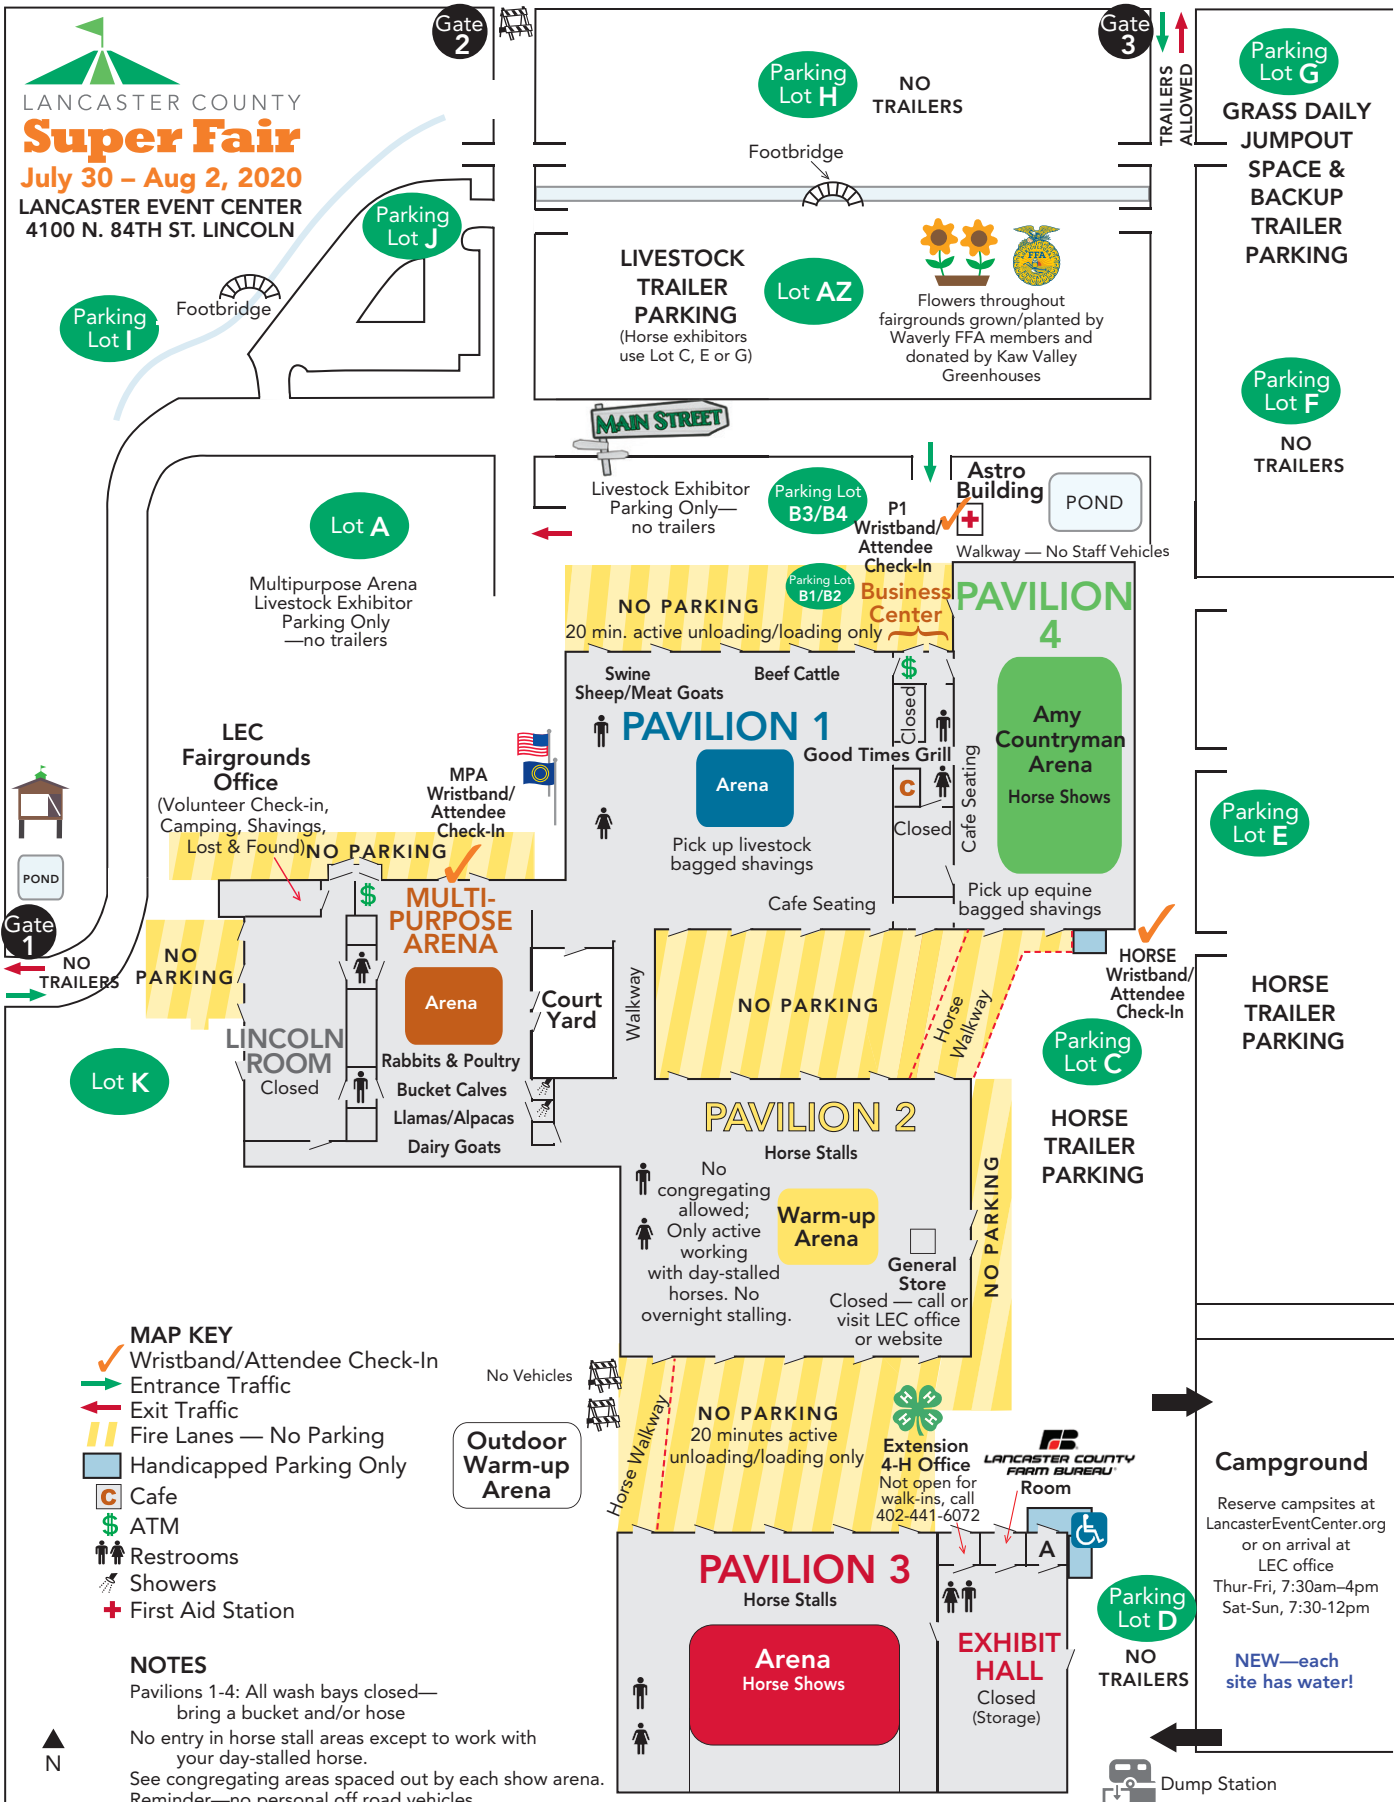 LANCASTER COUNTY
Super Fair
July 30 – Aug 2, 2020
LANCASTER EVENT CENTER
4100 N. 84TH ST. LINCOLN
Gate
2
Gate
3
TRAILERS
ALLOWED
Parking
Lot H
NO
TRAILERS
Footbridge
Parking
Lot G
GRASS DAILY
JUMPOUT
SPACE &
BACKUP
TRAILER
PARKING
Parking
Lot J
Footbridge
Parking
Lot I
LIVESTOCK
TRAILER
PARKING
(Horse exhibitors
use Lot C, E or G)
Lot AZ
FFA
Flowers throughout
fairgrounds grown/planted by
Waverly FFA members and
donated by Kaw Valley
Greenhouses
Parking
Lot F
NO
TRAILERS
MAIN STREET
Livestock Exhibitor
Parking Only—
no trailers
Parking Lot
B3/B4
P1
Wristband/
Attendee
Check-In
Astro
Building
POND
Walkway — No Staff Vehicles
Lot A
Multipurpose Arena
Livestock Exhibitor
Parking Only
—no trailers
NO PARKING
20 min. active unloading/loading only
Parking Lot
B1/B2
Business
Center
PAVILION
4
Amy
Countryman
Arena
Horse Shows
Swine
Sheep/Meat Goats
Beef Cattle
$
Closed
PAVILION 1
Arena
Good Times Grill
C
Closed
Cafe Seating
Pick up livestock
bagged shavings
Cafe Seating
Pick up equine
bagged shavings
LEC
Fairgrounds
Office
(Volunteer Check-in,
Camping, Shavings,
Lost & Found)
MPA
Wristband/
Attendee
Check-In
NO PARKING
POND
Gate
1
NO
TRAILERS
NO
PARKING
$
MULTI-
PURPOSE
ARENA
Arena
Court
Yard
Walkway
LINCOLN
ROOM
Closed
Rabbits & Poultry
Bucket Calves
Llamas/Alpacas
Dairy Goats
Lot K
NO PARKING
Horse
Walkway
HORSE
Wristband/
Attendee
Check-In
Parking
Lot E
HORSE
TRAILER
PARKING
Parking
Lot C
HORSE
TRAILER
PARKING
PAVILION 2
Horse Stalls
No
congregating
allowed;
Only active
working
with day-stalled
horses. No
overnight stalling.
Warm-up
Arena
General
Store
Closed — call or
visit LEC office
or website
NO PARKING
MAP KEY
Wristband/Attendee Check-In
Entrance Traffic
Exit Traffic
Fire Lanes — No Parking
Handicapped Parking Only
C Cafe
$ ATM
Restrooms
Showers
First Aid Station
No Vehicles
Outdoor
Warm-up
Arena
Horse Walkway
NO PARKING
20 minutes active
unloading/loading only
H H H H
Extension
4-H Office
Not open for
walk-ins, call
402-441-6072
FB
LANCASTER COUNTY
FARM BUREAU
Room
A
Campground
Reserve campsites at
LancasterEventCenter.org
or on arrival at
LEC office
Thur-Fri, 7:30am–4pm
Sat-Sun, 7:30-12pm
NEW—each
site has water!
PAVILION 3
Horse Stalls
Arena
Horse Shows
EXHIBIT
HALL
Closed
(Storage)
Parking
Lot D
NO
TRAILERS
Dump Station
NOTES
Pavilions 1-4: All wash bays closed—
bring a bucket and/or hose
No entry in horse stall areas except to work with
your day-stalled horse.
See congregating areas spaced out by each show arena.
Reminder—no personal off road vehicles
N